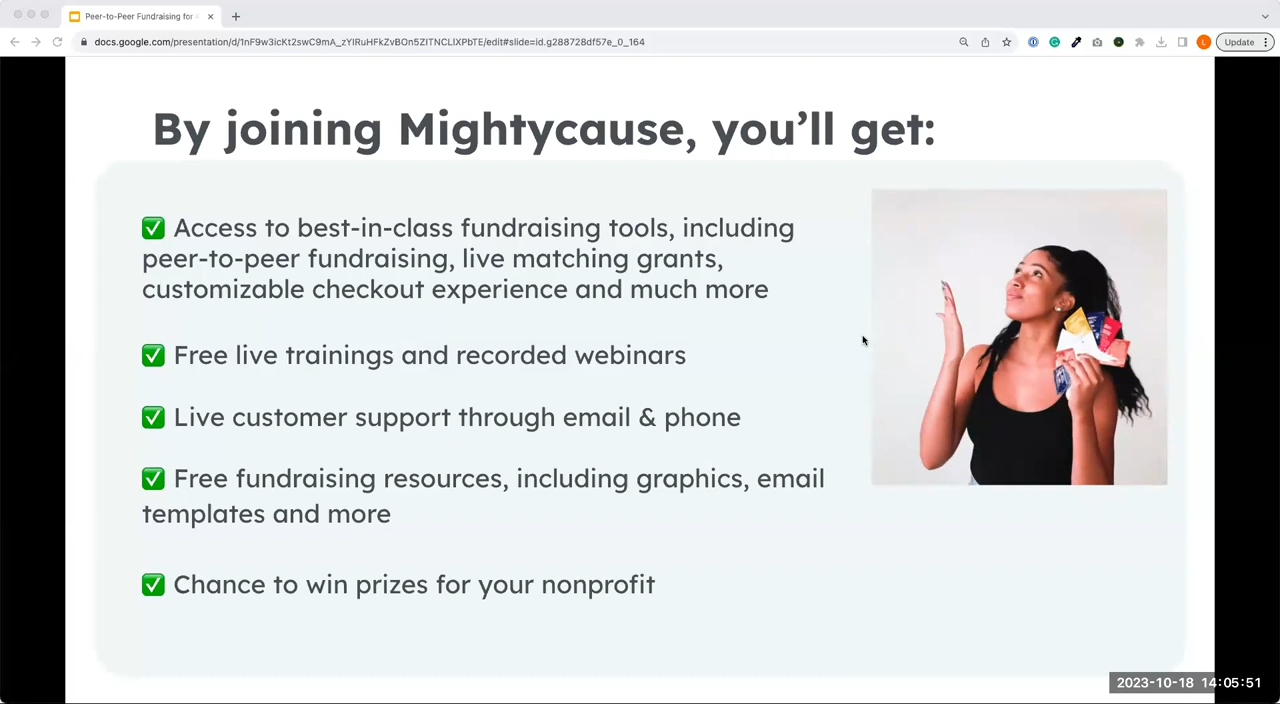 Peer-to-Peer Fundraising for
docs.google.com/presentation/d/1nF9w3icKt2swC9mA_zYlRuHFkZvBOn5ZITNCLlXPbTE/edit#slide=id.g288728df57e_0_164
Update
By joining Mightycause, you’ll get:
✅ Access to best-in-class fundraising tools, including
peer-to-peer fundraising, live matching grants,
customizable checkout experience and much more
✅ Free live trainings and recorded webinars
✅ Live customer support through email & phone
✅ Free fundraising resources, including graphics, email
templates and more
✅ Chance to win prizes for your nonprofit
2023-10-18 14:05:51